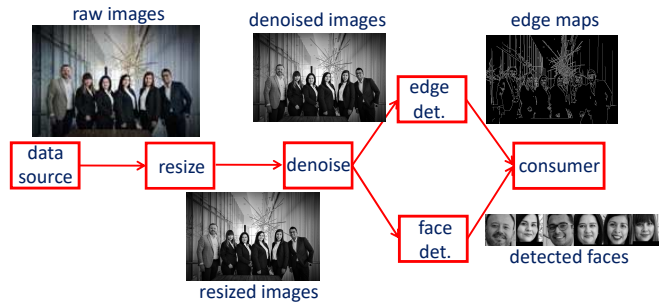 raw images
denoised images
edge maps
edge
det.
data
source
resize
denoise
consumer
face
det.
resized images
detected faces